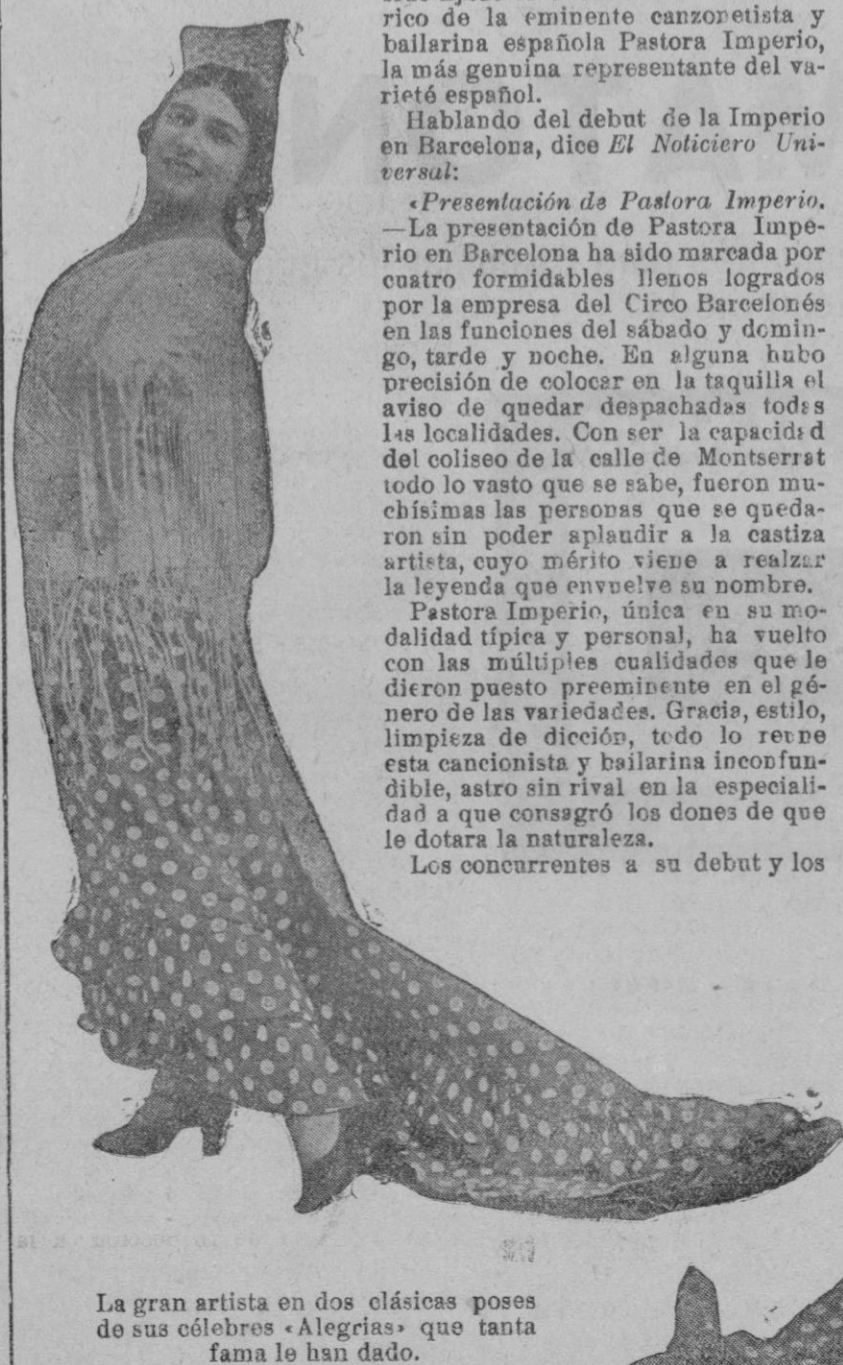 rico de la eminente canzonetista y
bailarina española Pastora Imperio,
la más genuina representante del va-
rieté español.
Hablando del debut de la Imperio
en Barcelona, dice El Noticiero Uni-
versal:
«Presentación de Pastora Imperio.
—La presentación de Pastora Impe-
rio en Barcelona ha sido marcada por
cuatro formidables llenos logrados
por la empresa del Circo Barcelonés
en las funciones del sábado y domin-
go, tarde y noche. En alguna hubo
precisión de colocar en la taquilla el
aviso de quedar despachadas todas
las localidades. Con ser la capacidad
del coliseo de la calle de Montserrat
todo lo vasto que se sabe, fueron mu-
chísimas las personas que se queda-
ron sin poder aplaudir a la castiza
artista, cuyo mérito viene a realzar
la leyenda que envuelve su nombre.
Pastora Imperio, única en su mo-
dalidad típica y personal, ha vuelto
con las múltiples cualidades que le
dieron puesto preeminente en el gé-
nero de las variedades. Gracia, estilo,
limpieza de dicción, todo lo reune
esta cancionista y bailarina inconfun-
dible, astro sin rival en la especiali-
dad a que consagró los dones de que
le dotara la naturaleza.
Los concurrentes a su debut y los
La gran artista en dos clásicas poses
de sus célebres «Alegrias» que tanta
fama le han dado.